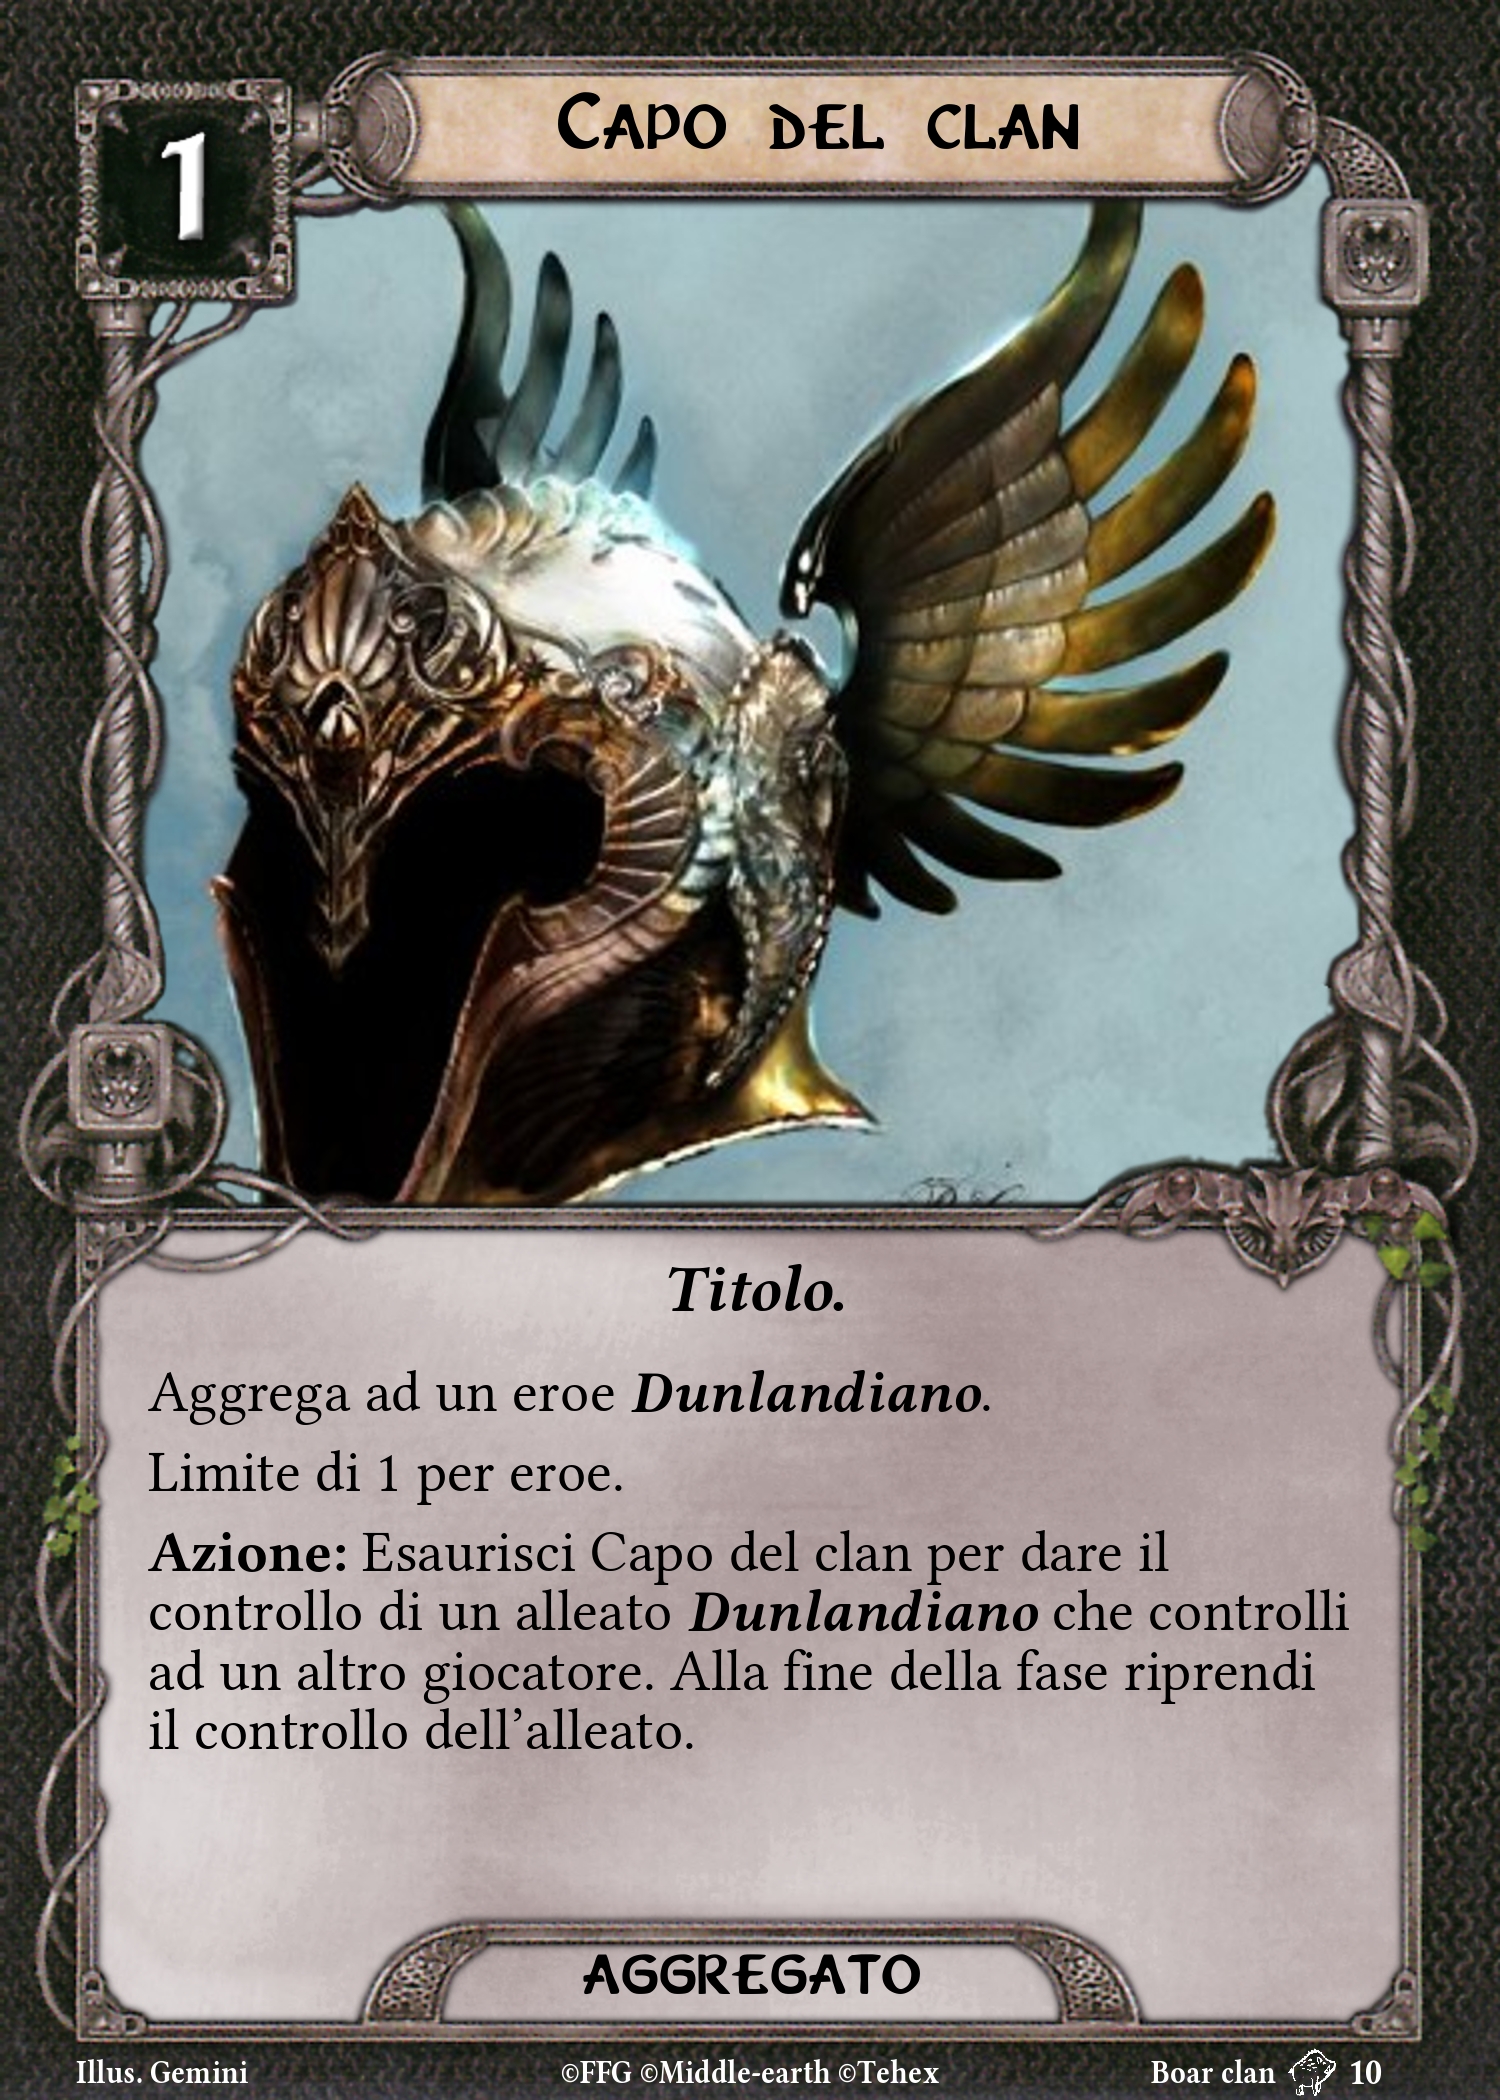 1
Capo del clan
Titolo.
Aggrega ad un eroe Dunlandiano.
Limite di 1 per eroe.
Azione: Esaurisci Capo del clan per dare il
controllo di un alleato Dunlandiano che controlli
ad un altro giocatore. Alla fine della fase riprendi
il controllo dell’alleato.
AGGREGATO
Illus. Gemini ©FFG ©Middle-earth ©Tehex Boar clan 10